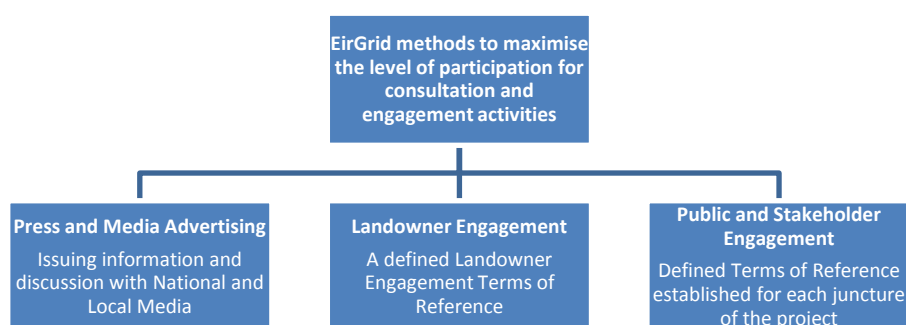 EirGrid methods to maximise
the level of participation for
consultation and
engagement activities
Press and Media Advertising
Issuing information and
discussion with National and
Local Media
Landowner Engagement
A defined Landowner
Engagement Terms of
Reference
Public and Stakeholder
Engagement
Defined Terms of Reference
established for each juncture
of the project